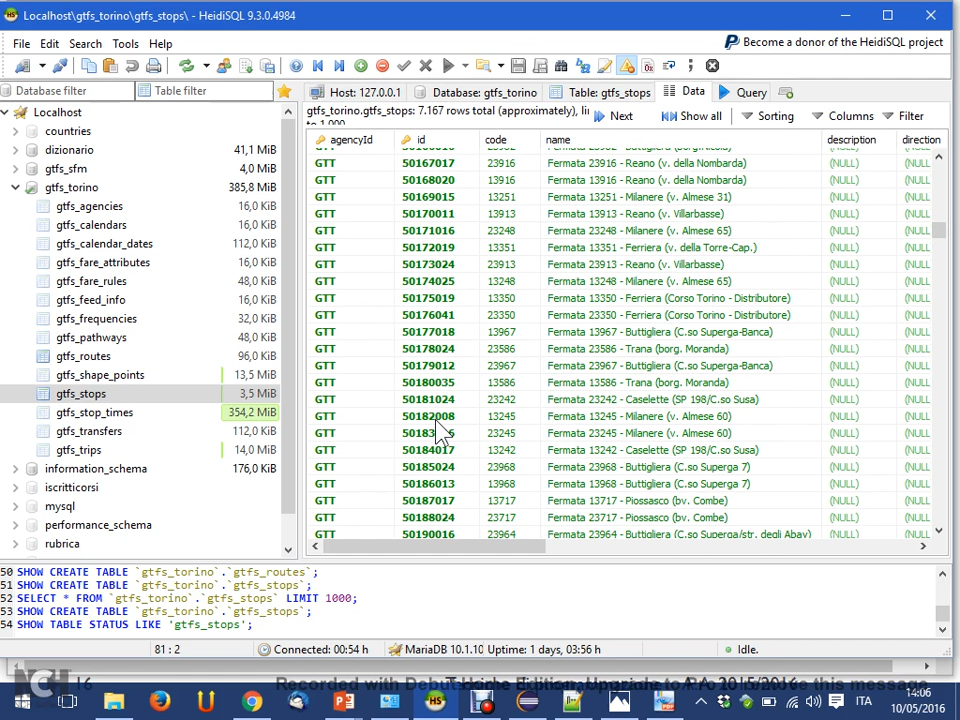 Localhost\gtfs_torino\gtfs_stops\ - HeidiSQL 9.3.0.4984
File Edit Search Tools Help
Become a donor of the HeidiSQL project
Database filter Table filter
Host: 127.0.0.1 Database: gtfs_torino Table: gtfs_stops Data Query
gtfs_torino.gtfs_stops: 7.167 rows total (approximately), li
Next Show all Sorting Columns Filter
Localhost
countries
dizionario 41,1 MiB
gtfs_sfm 4,0 MiB
gtfs_torino 385,8 MiB
gtfs_agencies 16,0 KiB
gtfs_calendars 16,0 KiB
gtfs_calendar_dates 112,0 KiB
gtfs_fare_attributes 16,0 KiB
gtfs_fare_rules 48,0 KiB
gtfs_feed_info 16,0 KiB
gtfs_frequencies 32,0 KiB
gtfs_pathways 48,0 KiB
gtfs_routes 96,0 KiB
gtfs_shape_points 13,5 MiB
gtfs_stops 3,5 MiB
gtfs_stop_times 354,2 MiB
gtfs_transfers 112,0 KiB
gtfs_trips 14,0 MiB
information_schema 176,0 KiB
iscritticorsi
mysql
performance_schema
rubrica
agencyId id code name description direction
GTT 50167017 23916 Fermata 23916 - Reano (v. della Nombarda) (NULL) (NULL
GTT 50168020 13916 Fermata 13916 - Reano (v. della Nombarda) (NULL) (NULL
GTT 50169015 13251 Fermata 13251 - Milanere (v. Almese 31) (NULL) (NULL
GTT 50170011 13913 Fermata 13913 - Reano (v. Villarbasse) (NULL) (NULL
GTT 50171016 23248 Fermata 23248 - Milanere (v. Almese 65) (NULL) (NULL
GTT 50172019 13351 Fermata 13351 - Ferriera (v. della Torre-Cap.) (NULL) (NULL
GTT 50173024 23913 Fermata 23913 - Reano (v. Villarbasse) (NULL) (NULL
GTT 50174025 13248 Fermata 13248 - Milanere (v. Almese 65) (NULL) (NULL
GTT 50175019 13350 Fermata 13350 - Ferriera (Corso Torino - Distributore) (NULL) (NULL
GTT 50176041 23350 Fermata 23350 - Ferriera (Corso Torino - Distributore) (NULL) (NULL
GTT 50177018 13967 Fermata 13967 - Buttigliera (C.so Superga-Banca) (NULL) (NULL
GTT 50178024 23586 Fermata 23586 - Trana (borg. Moranda) (NULL) (NULL
GTT 50179012 23967 Fermata 23967 - Buttigliera (C.so Superga-Banca) (NULL) (NULL
GTT 50180035 13586 Fermata 13586 - Trana (borg. Moranda) (NULL) (NULL
GTT 50181024 23242 Fermata 23242 - Caselette (SP 198/C.so Susa) (NULL) (NULL
GTT 50182008 13245 Fermata 13245 - Milanere (v. Almese 60) (NULL) (NULL
GTT 23245 Fermata 23245 - Milanere (v. Almese 60) (NULL) (NULL
GTT 50184017 13242 Fermata 13242 - Caselette (SP 198/C.so Susa) (NULL) (NULL
GTT 50185024 23968 Fermata 23968 - Buttigliera (C.so Superga 7) (NULL) (NULL
GTT 50186013 13968 Fermata 13968 - Buttigliera (C.so Superga 7) (NULL) (NULL
GTT 50187017 13717 Fermata 13717 - Piossasco (bv. Combe) (NULL) (NULL
GTT 50188024 23717 Fermata 23717 - Piossasco (bv. Combe) (NULL) (NULL
GTT 50190016 23964 Fermata 23964 - Buttigliera (C.so Superga/str. degli Abay) (NULL) (NULL
50 SHOW CREATE TABLE `gtfs_torino`.`gtfs_routes`;
51 SHOW CREATE TABLE `gtfs_torino`.`gtfs_stops`;
52 SELECT * FROM `gtfs_torino`.`gtfs_stops` LIMIT 1000;
53 SHOW CREATE TABLE `gtfs_torino`.`gtfs_stops`;
54 SHOW TABLE STATUS LIKE 'gtfs_stops';
81 : 2 Connected: 00:54 h MariaDB 10.1.10 Uptime: 1 days, 03:56 h Idle.
NCH 16 Recorded with Debut Home Edition. Upgrade to this message
A.A. 2015/2016
ITA 14:06
10/05/2016